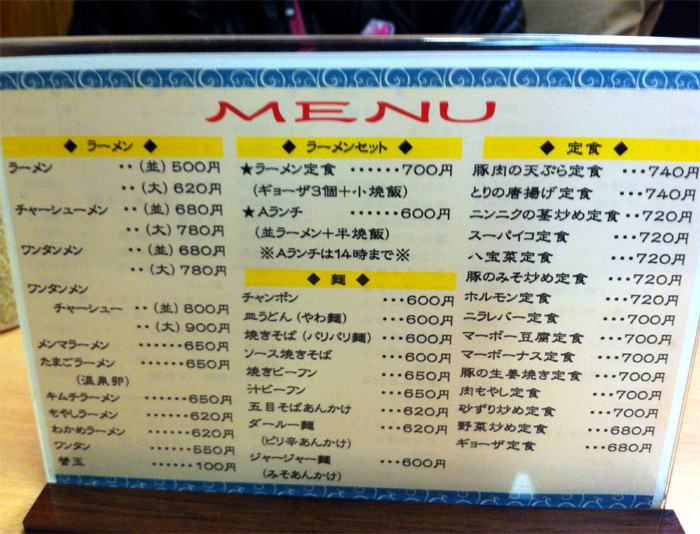 MENU
◆ ラーメン ◆
ラーメン ‥(並)500円
‥(大)620円
チャーシューメン ‥(並)680円
‥(大)780円
ワンタンメン ‥(並)680円
‥(大)780円
ワンタンメン
チャーシュー ‥(並)800円
‥(大)900円
メンマラーメン ‥‥‥650円
たまごラーメン ‥‥‥650円
(温泉卵)
キムチラーメン ‥‥‥650円
もやしラーメン ‥‥‥620円
わかめラーメン ‥‥‥620円
ワンタン ‥‥‥550円
替玉 ‥‥‥100円
◆ ラーメンセット ◆
★ラーメン定食 ‥‥‥700円
(ギョーザ3個+小焼飯)
★Aランチ ‥‥‥600円
(並ラーメン+半焼飯)
※Aランチは14時まで※
◆ 麺 ◆
チャンポン ･･･600円
皿うどん(やわ麺) ･･･600円
焼きそば(パリパリ麺) ･･･600円
ソース焼きそば ･･･600円
焼きビーフン ･･･650円
汁ビーフン ･･･650円
五目そばあんかけ ･･･620円
ダールー麺 ･･･620円
(ピリ辛あんかけ)
ジャージャー麺 ･･･600円
(みそあんかけ)
◆ 定食 ◆
豚肉の天ぷら定食 ･･･740円
とりの唐揚げ定食 ･･･740円
ニンニクの茎炒め定食 ‥720円
スーパイコ定食 ･･･720円
八宝菜定食 ･･･720円
豚のみそ炒め定食 ･･･720円
ホルモン定食 ･･･720円
ニラレバー定食 ･･･700円
マーボー豆腐定食 ･･･700円
マーボーナス定食 ･･･700円
豚の生姜焼き定食 ･･･700円
肉もやし定食 ･･･700円
砂ずり炒め定食 ･･･700円
野菜炒め定食 ･･･680円
ギョーザ定食 ･･･680円